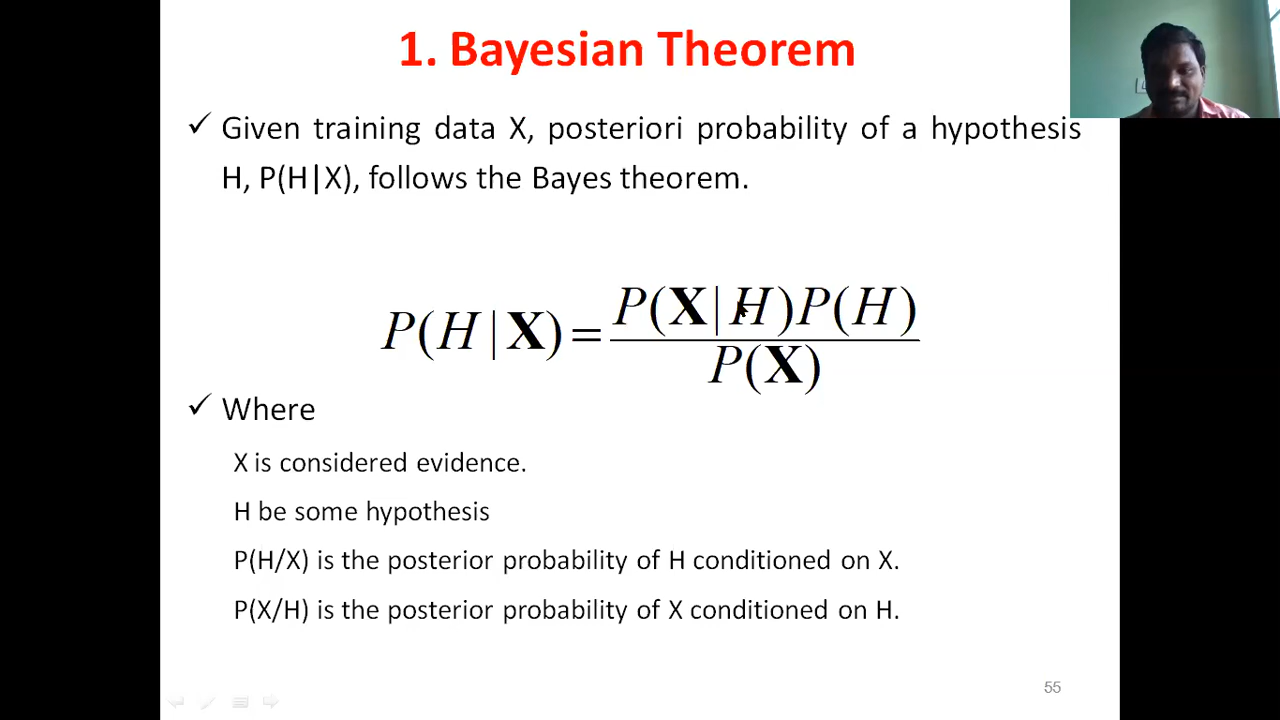 1. Bayesian Theorem
✓ Given training data X, posteriori probability of a hypothesis
H, P(H|X), follows the Bayes theorem.
P(H|X)=P(X|H)P(H)/P(X)
✓ Where
X is considered evidence.
H be some hypothesis
P(H/X) is the posterior probability of H conditioned on X.
P(X/H) is the posterior probability of X conditioned on H.
55